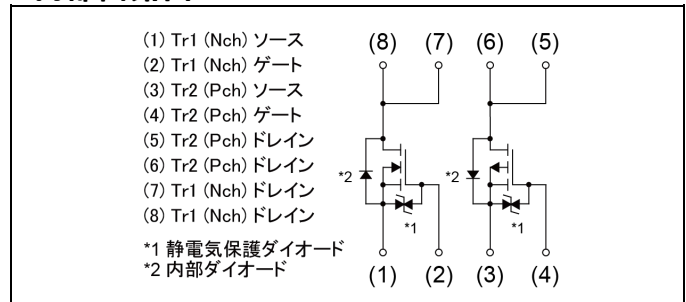 (1) Tr1 (Nch) ソース
(2) Tr1 (Nch) ゲート
(3) Tr2 (Pch) ソース
(4) Tr2 (Pch) ゲート
(5) Tr2 (Pch) ドレイン
(6) Tr2 (Pch) ドレイン
(7) Tr1 (Nch) ドレイン
(8) Tr1 (Nch) ドレイン
*1 静電気保護ダイオード
*2 内部ダイオード
(8) (7) (6) (5)
*2 *2
*1 *1
(1) (2) (3) (4)